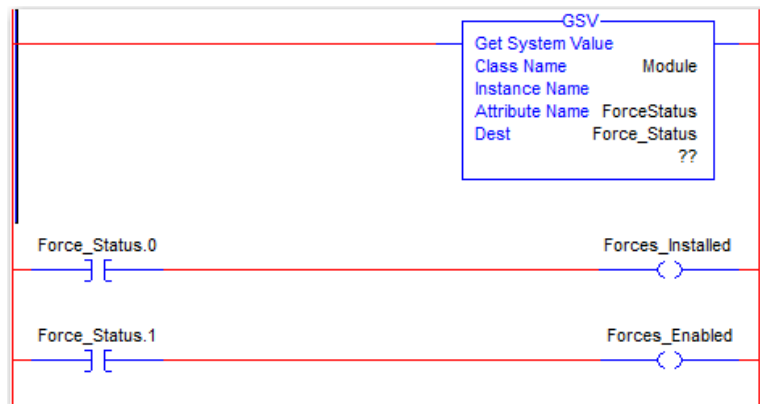 GSV
Get System Value
Class Name Module
Instance Name
Attribute Name ForceStatus
Dest Force_Status
??
Force_Status.0 Forces_Installed
Force_Status.1 Forces_Enabled